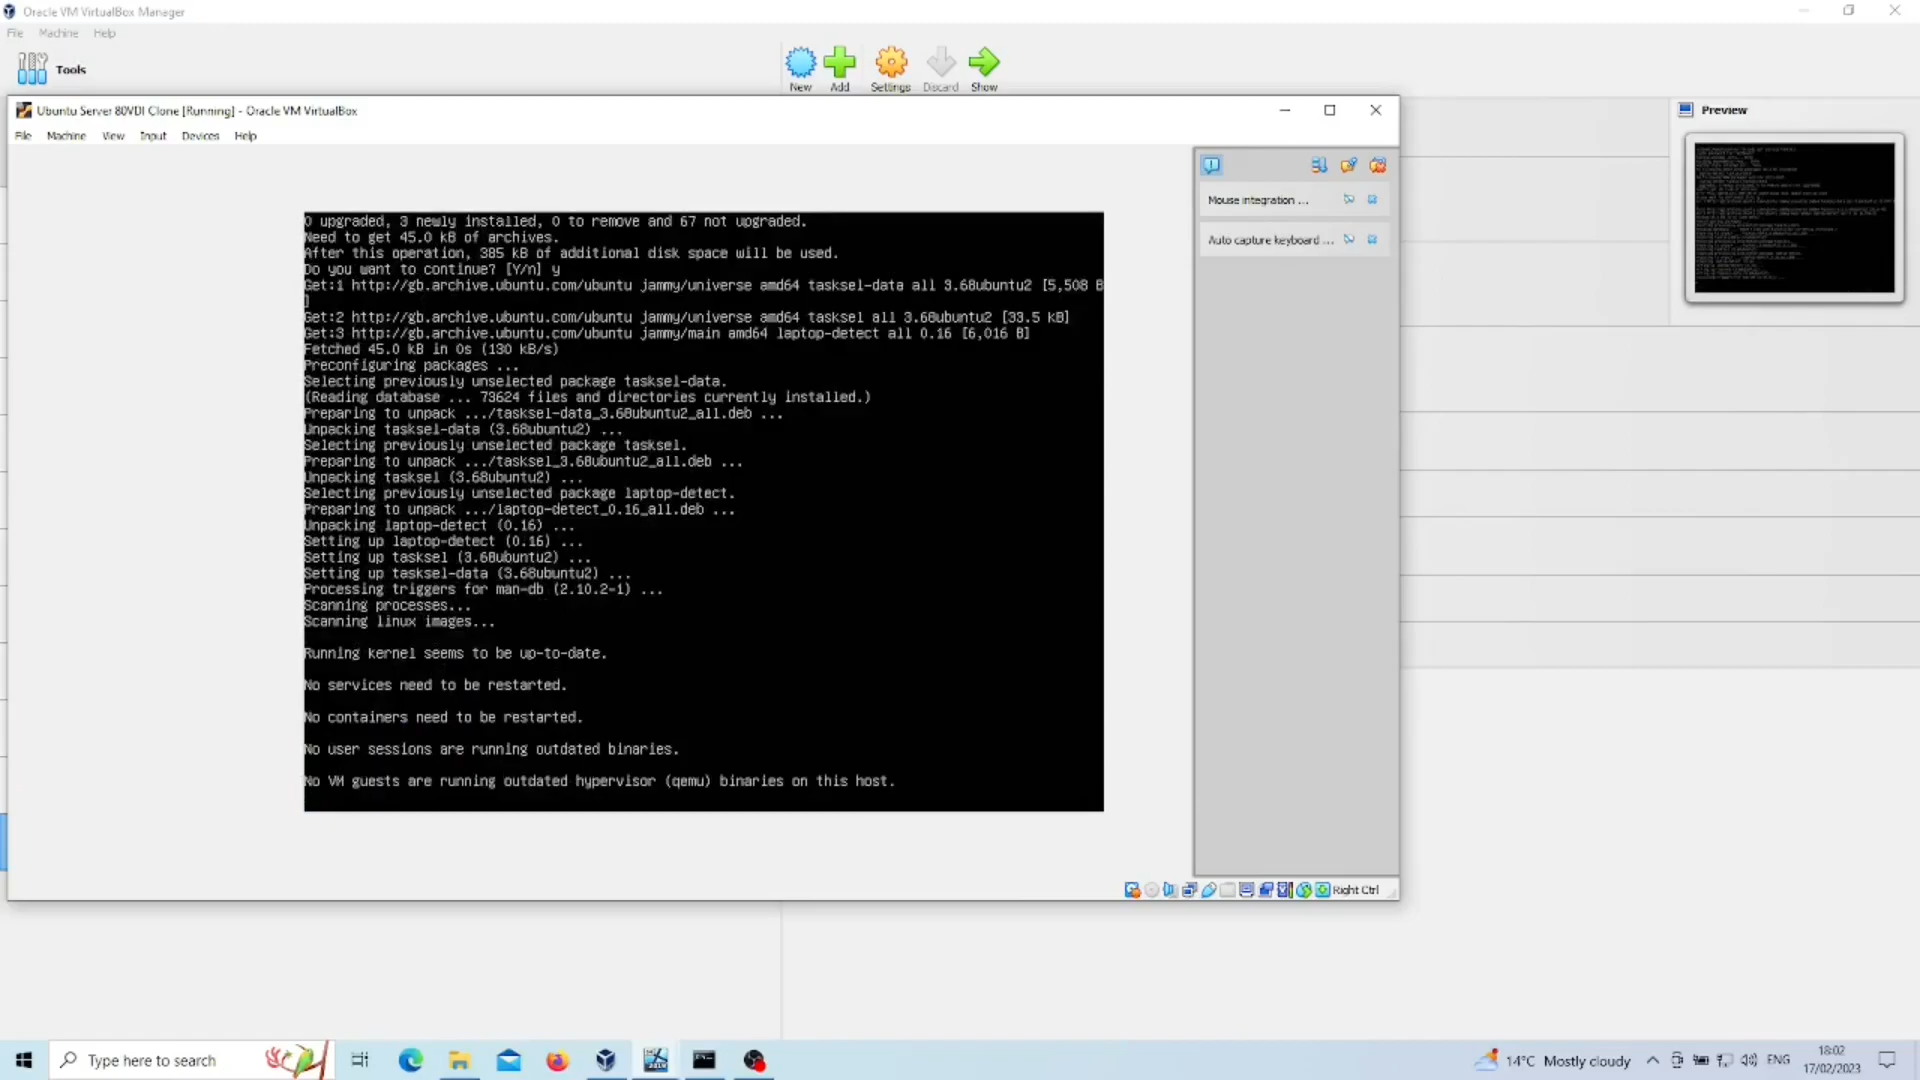 Oracle VM VirtualBox Manager
File Machine Help
Tools
New Add Settings Discard Show
Ubuntu Server 80VDI Clone [Running] - Oracle VM VirtualBox
File Machine View Input Devices Help
Preview
Mouse integration ...
Auto capture keyboard ...
0 upgraded, 3 newly installed, 0 to remove and 67 not upgraded.
Need to get 45.0 kB of archives.
After this operation, 385 kB of additional disk space will be used.
Do you want to continue? [Y/n] y
Get:1 http://gb.archive.ubuntu.com/ubuntu jammy/universe amd64 tasksel-data all 3.68ubuntu2 [5,508 B
]
Get:2 http://gb.archive.ubuntu.com/ubuntu jammy/universe amd64 tasksel all 3.68ubuntu2 [33.5 kB]
Get:3 http://gb.archive.ubuntu.com/ubuntu jammy/main amd64 laptop-detect all 0.16 [6,016 B]
Fetched 45.0 kB in 0s (130 kB/s)
Preconfiguring packages ...
Selecting previously unselected package tasksel-data.
(Reading database ... 73624 files and directories currently installed.)
Preparing to unpack .../tasksel-data_3.68ubuntu2_all.deb ...
Unpacking tasksel-data (3.68ubuntu2) ...
Selecting previously unselected package tasksel.
Preparing to unpack .../tasksel_3.68ubuntu2_all.deb ...
Unpacking tasksel (3.68ubuntu2) ...
Selecting previously unselected package laptop-detect.
Preparing to unpack .../laptop-detect_0.16_all.deb ...
Unpacking laptop-detect (0.16) ...
Setting up laptop-detect (0.16) ...
Setting up tasksel (3.68ubuntu2) ...
Setting up tasksel-data (3.68ubuntu2) ...
Processing triggers for man-db (2.10.2-1) ...
Scanning processes...
Scanning linux images...
Running kernel seems to be up-to-date.
No services need to be restarted.
No containers need to be restarted.
No user sessions are running outdated binaries.
No VM guests are running outdated hypervisor (qemu) binaries on this host.
Right Ctrl
Type here to search
14°C Mostly cloudy
ENG
18:02
17/02/2023